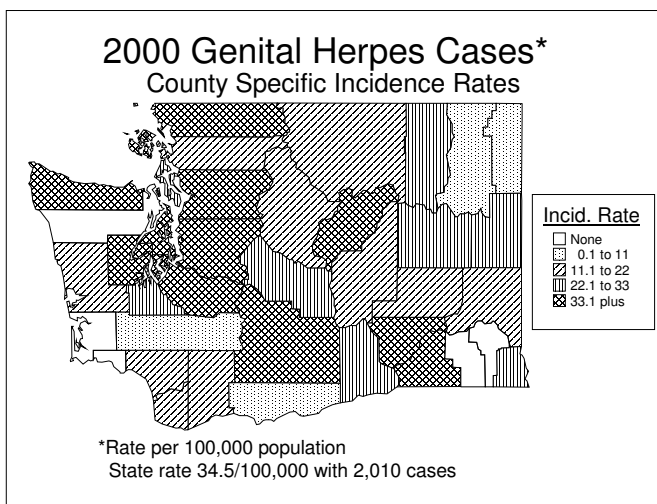 2000 Genital Herpes Cases*
County Specific Incidence Rates
Incid. Rate
None
0.1 to 11
11.1 to 22
22.1 to 33
33.1 plus
*Rate per 100,000 population
State rate 34.5/100,000 with 2,010 cases